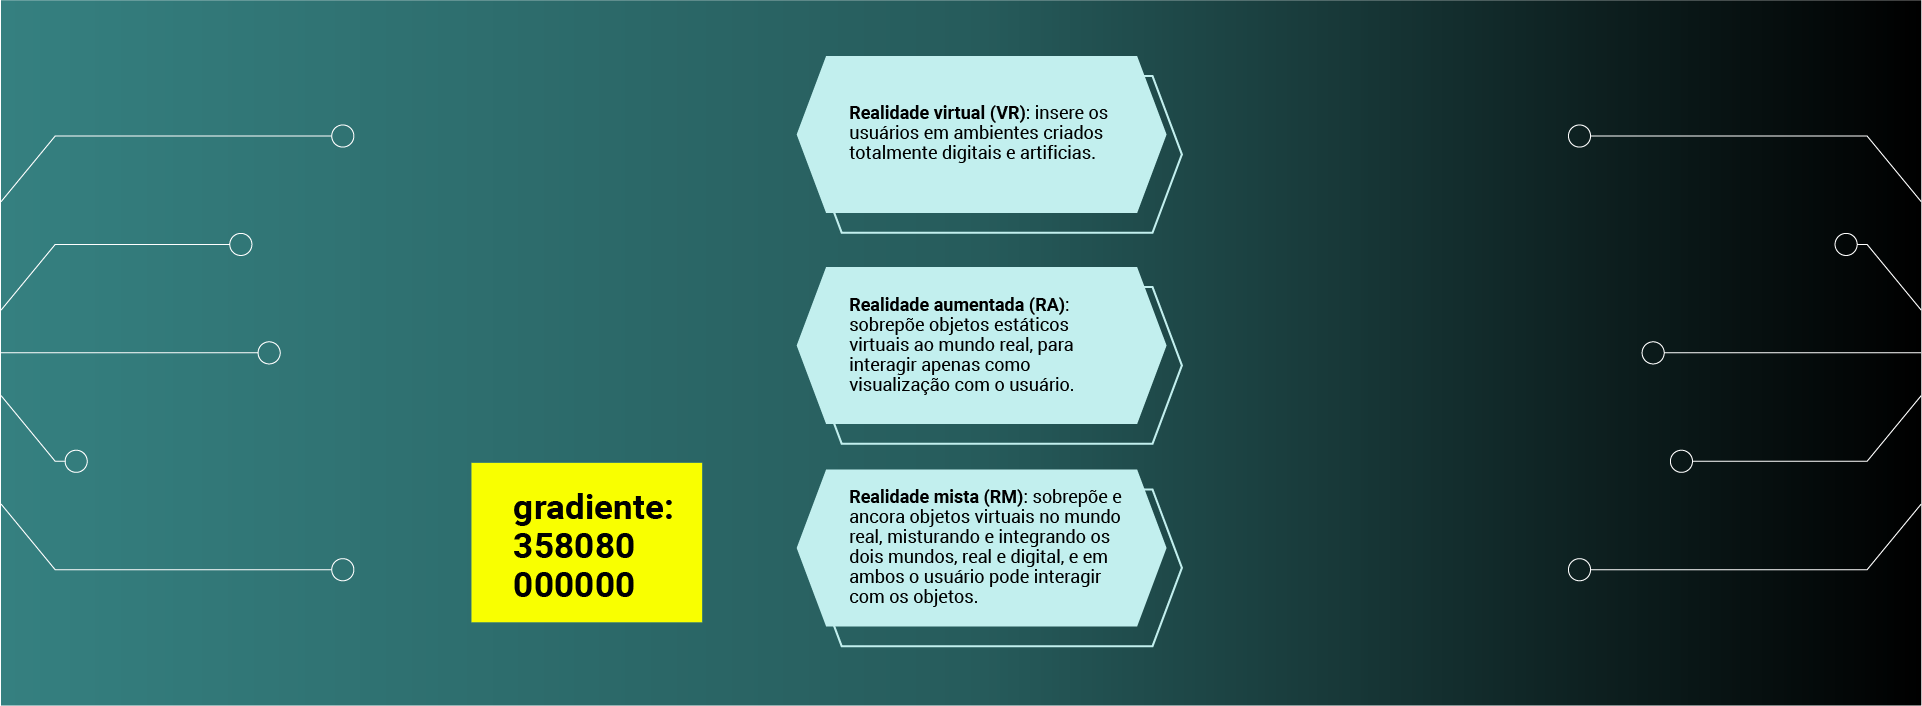 Realidade virtual (VR): insere os
usuários em ambientes criados
totalmente digitais e artificias.
Realidade aumentada (RA):
sobrepõe objetos estáticos
virtuais ao mundo real, para
interagir apenas como
visualização com o usuário.
Realidade mista (RM): sobrepõe e
ancora objetos virtuais no mundo
real, misturando e integrando os
dois mundos, real e digital, e em
ambos o usuário pode interagir
com os objetos.
gradiente:
358080
000000